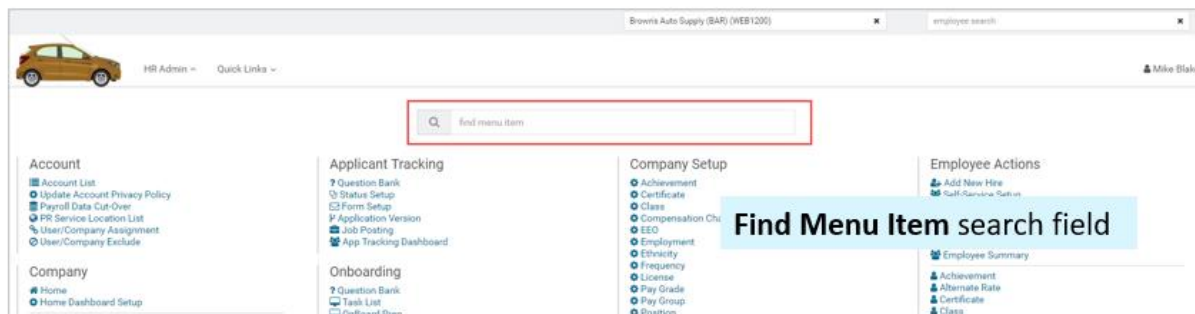 Browns Auto Supply (BAR) (WEB1200)
employee search
HR Admin
Quick Links
Mike Blak
find menu item
Account
Account List
Update Account Privacy Policy
Payroll Data Cut-Over
PR Service Location List
User/Company Assignment
User/Company Exclude
Company
Home
Home Dashboard Setup
Applicant Tracking
? Question Bank
Status Setup
Form Setup
Application Version
Job Posting
App Tracking Dashboard
Onboarding
? Question Bank
Task List
OnBoard Prep
Company Setup
Achievement
Certificate
Class
Compensation Cha
EEO
Employment
Ethnicity
Frequency
License
Pay Grade
Pay Group
Position
Employee Actions
Add New Hire
Self-Service Setup
Find Menu Item search field
Employee Summary
Achievement
Alternate Rate
Certificate
Class